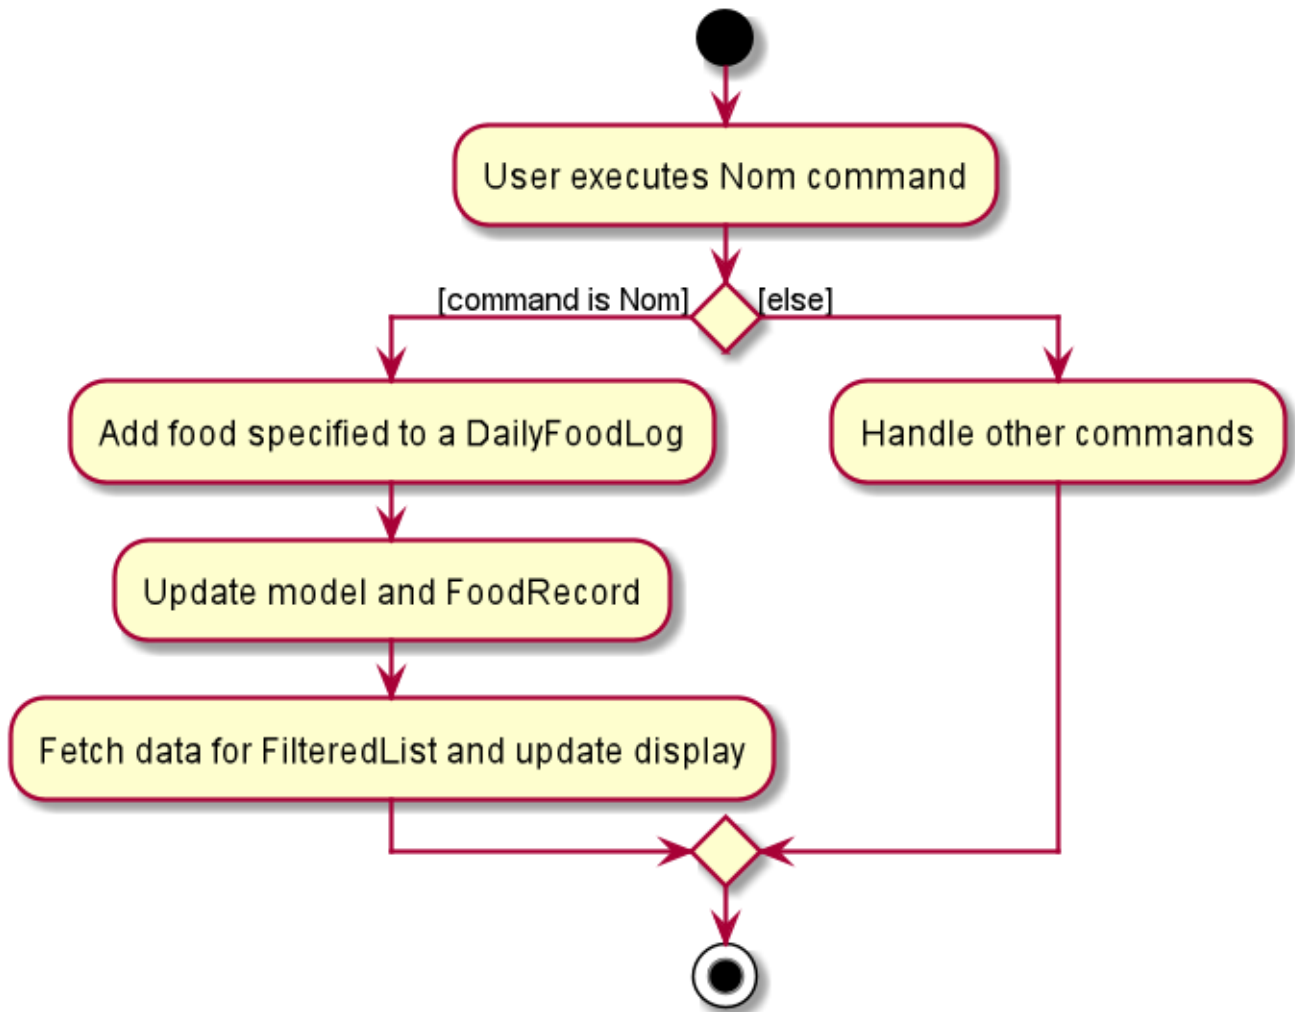 User executes Nom command
[command is Nom]
[else]
Add food specified to a DailyFoodLog
Handle other commands
Update model and FoodRecord
Fetch data for FilteredList and update display